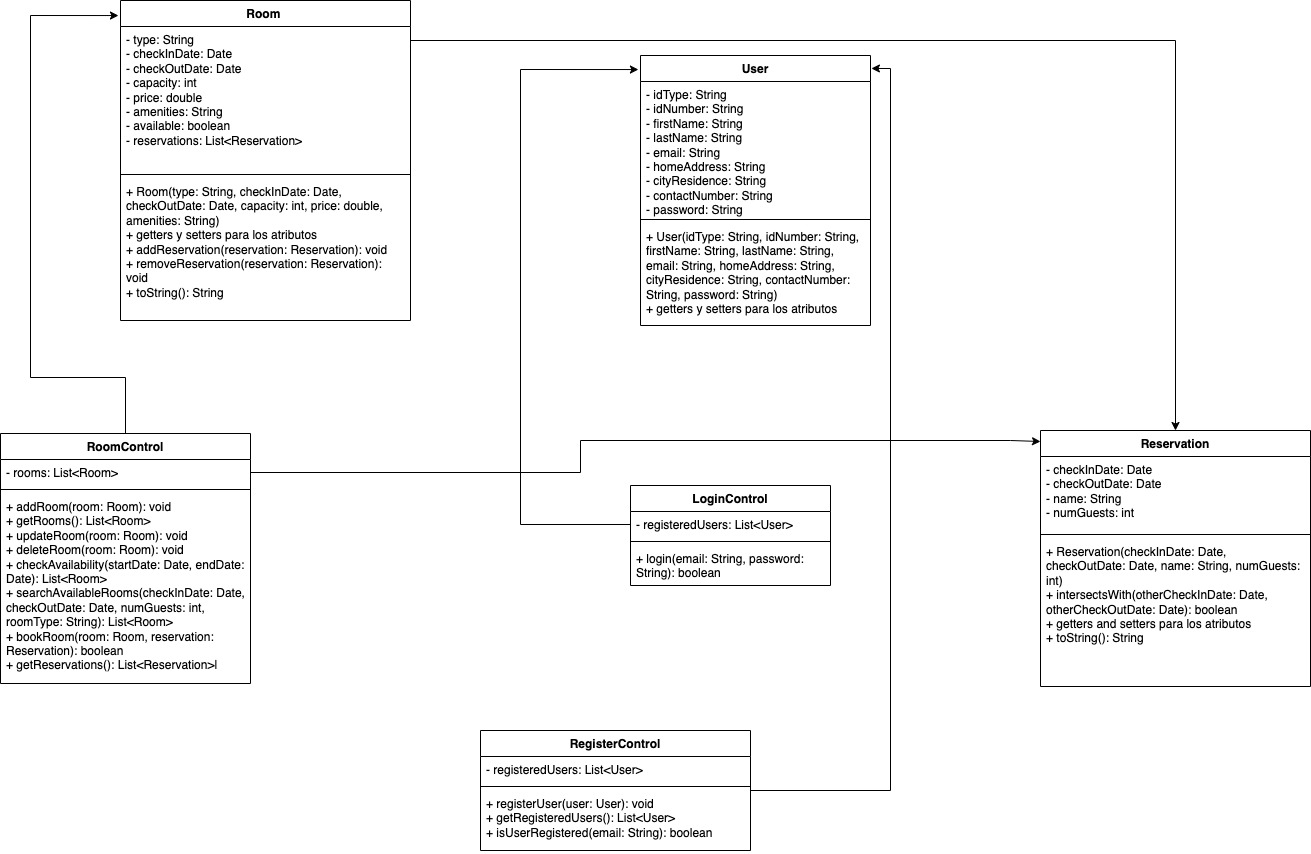 Room
- type: String
- checkInDate: Date
- checkOutDate: Date
- capacity: int
- price: double
- amenities: String
- available: boolean
- reservations: List<Reservation>
+ Room(type: String, checkInDate: Date,
checkOutDate: Date, capacity: int, price: double,
amenities: String)
+ getters y setters para los atributos
+ addReservation(reservation: Reservation): void
+ removeReservation(reservation: Reservation):
void
+ toString(): String
User
- idType: String
- idNumber: String
- firstName: String
- lastName: String
- email: String
- homeAddress: String
- cityResidence: String
- contactNumber: String
- password: String
+ User(idType: String, idNumber: String,
firstName: String, lastName: String,
email: String, homeAddress: String,
cityResidence: String, contactNumber:
String, password: String)
+ getters y setters para los atributos
RoomControl
- rooms: List<Room>
+ addRoom(room: Room): void
+ getRooms(): List<Room>
+ updateRoom(room: Room): void
+ deleteRoom(room: Room): void
+ checkAvailability(startDate: Date, endDate:
Date): List<Room>
+ searchAvailableRooms(checkInDate: Date,
checkOutDate: Date, numGuests: int,
roomType: String): List<Room>
+ bookRoom(room: Room, reservation:
Reservation): boolean
+ getReservations(): List<Reservation>l
LoginControl
- registeredUsers: List<User>
+ login(email: String, password:
String): boolean
Reservation
- checkInDate: Date
- checkOutDate: Date
- name: String
- numGuests: int
+ Reservation(checkInDate: Date,
checkOutDate: Date, name: String, numGuests:
int)
+ intersectsWith(otherCheckInDate: Date,
otherCheckOutDate: Date): boolean
+ getters and setters para los atributos
+ toString(): String
RegisterControl
- registeredUsers: List<User>
+ registerUser(user: User): void
+ getRegisteredUsers(): List<User>
+ isUserRegistered(email: String): boolean